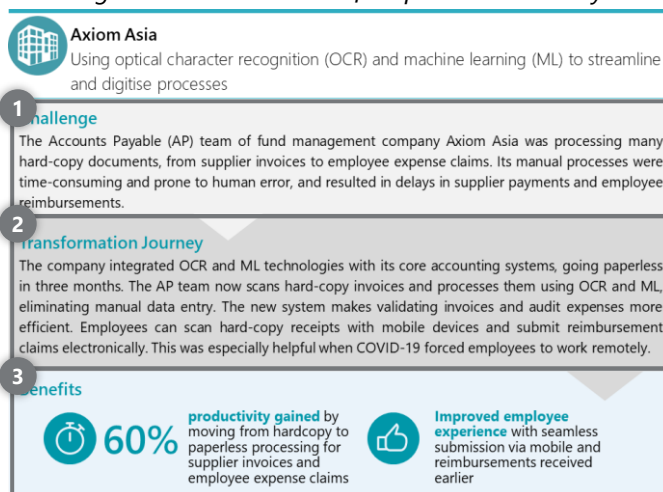 Axiom Asia
Using optical character recognition (OCR) and machine learning (ML) to streamline
and digitise processes
1
hallenge
The Accounts Payable (AP) team of fund management company Axiom Asia was processing many
hard-copy documents, from supplier invoices to employee expense claims. Its manual processes were
time-consuming and prone to human error, and resulted in delays in supplier payments and employee
reimbursements.
2
ransformation Journey
The company integrated OCR and ML technologies with its core accounting systems, going paperless
in three months. The AP team now scans hard-copy invoices and processes them using OCR and ML,
eliminating manual data entry. The new system makes validating invoices and audit expenses more
efficient. Employees can scan hard-copy receipts with mobile devices and submit reimbursement
claims electronically. This was especially helpful when COVID-19 forced employees to work remotely.
3
enefits
60%
productivity gained by
moving from hardcopy to
paperless processing for
supplier invoices and
employee expense claims
Improved employee
experience with seamless
submission via mobile and
reimbursements received
earlier